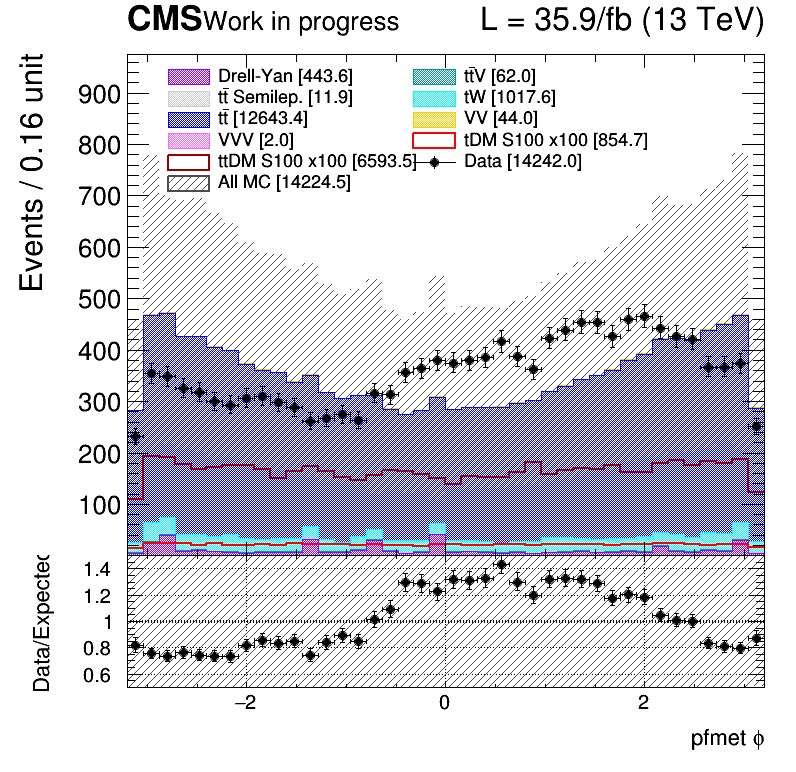 CMS Work in progress L = 35.9/fb (13 TeV)
Events / 0.16 unit
900
800
700
600
500
400
300
200
100
Drell-Yan [443.6] tt̄V [62.0]
tt̄ Semilep. [11.9] tW [1017.6]
tt̄ [12643.4] VV [44.0]
VVV [2.0] tDM S100 x100 [854.7]
ttDM S100 x100 [6593.5] Data [14242.0]
All MC [14224.5]
Data/Expected
1.4
1.2
1
0.8
0.6
−2 0 2
pfmet ϕ